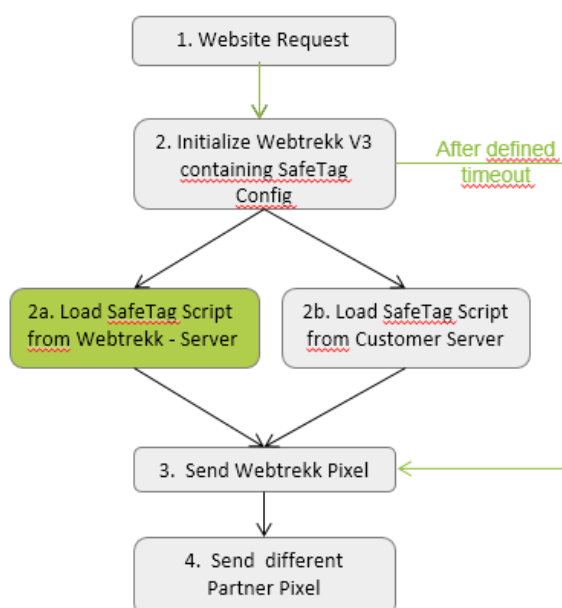 1. Website Request
2. Initialize Webtrekk V3
containing SafeTag
Config
After defined
timeout
2a. Load SafeTag Script
from Webtrekk - Server
2b. Load SafeTag Script
from Customer Server
3. Send Webtrekk Pixel
4. Send different
Partner Pixel